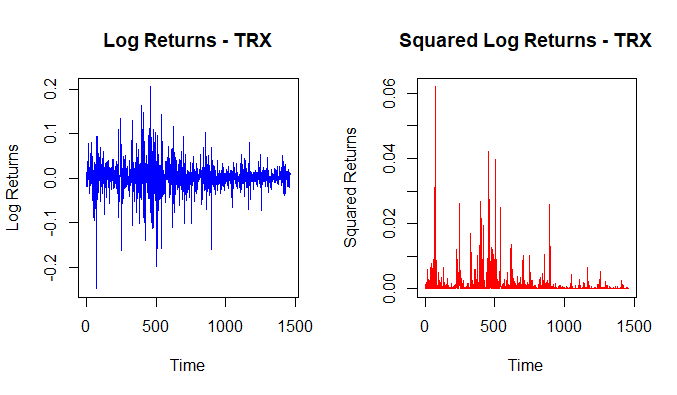 Log Returns - TRX
Log Returns
0.2
0.1
0.0
-0.1
-0.2
0 500 1000 1500
Time
Squared Log Returns - TRX
Squared Returns
0.06
0.04
0.02
0.00
0 500 1000 1500
Time